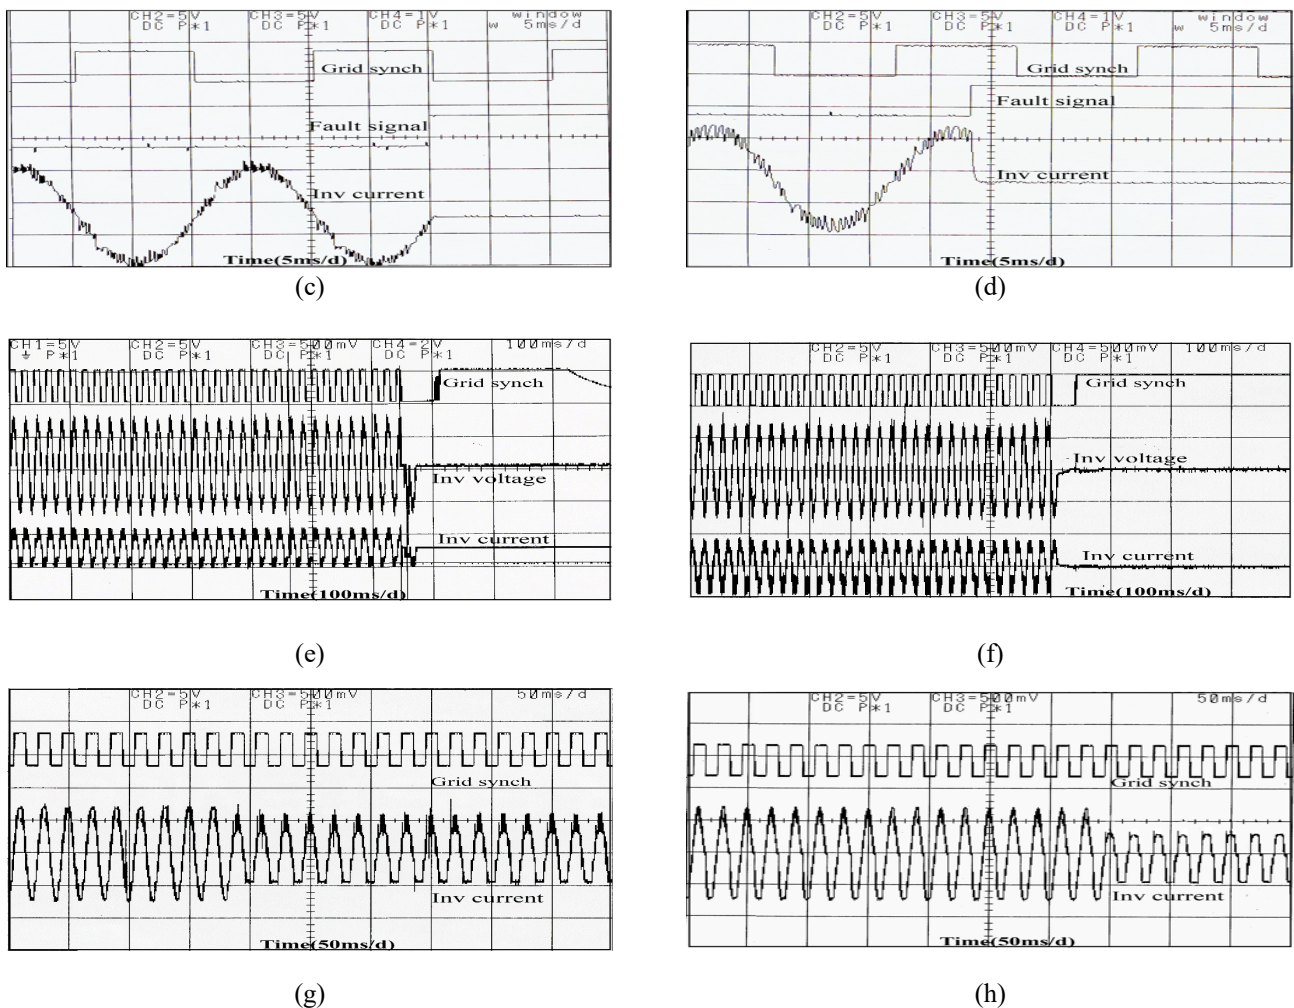 CH2=5V CH3=5V CH4=1V window
DC P*1 DC P*1 DC P*1 w 5ms/d
Grid synch
Fault signal
Inv current
Time(5ms/d)
(c)
CH2=5V CH3=5V CH4=1V window
DC P*1 DC P*1 DC P*1 w 5ms/d
Grid synch
Fault signal
Inv current
Time(5ms/d)
(d)
CH1=5V CH2=5V CH3=500mV CH4=2V 100ms/d
⏚ P*1 DC P*1 DC P*1 DC P*1
Grid synch
Inv voltage
Inv current
Time(100ms/d)
(e)
CH2=5V CH3=500mV CH4=500mV 100ms/d
DC P*1 DC P*1 DC P*1
Grid synch
Inv voltage
Inv current
Time(100ms/d)
(f)
CH2=5V CH3=500mV 50ms/d
DC P*1 DC P*1
Grid synch
Inv current
Time(50ms/d)
(g)
CH2=5V CH3=500mV 50ms/d
DC P*1 DC P*1
Grid synch
Inv current
Time(50ms/d)
(h)